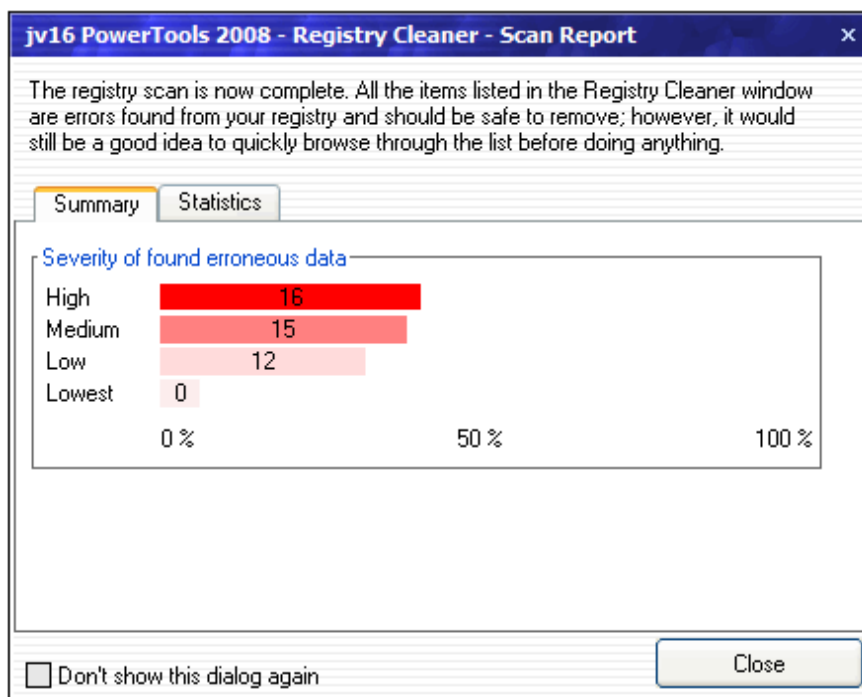 jv16 PowerTools 2008 - Registry Cleaner - Scan Report
The registry scan is now complete. All the items listed in the Registry Cleaner window
are errors found from your registry and should be safe to remove; however, it would
still be a good idea to quickly browse through the list before doing anything.
Summary Statistics
Severity of found erroneous data
High 16
Medium 15
Low 12
Lowest 0
0 % 50 % 100 %
Don't show this dialog again
Close